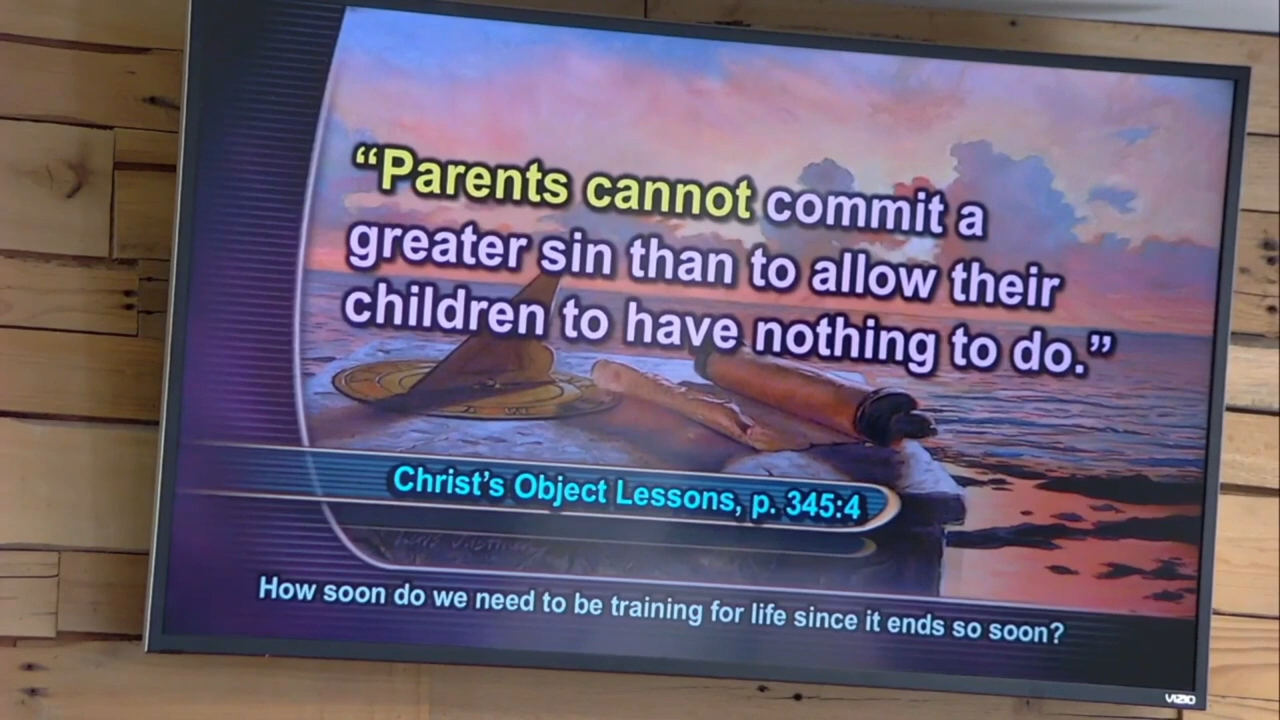 “Parents cannot commit a
greater sin than to allow their
children to have nothing to do.”
Christ’s Object Lessons, p. 345:4
How soon do we need to be training for life since it ends so soon?
VIZIO